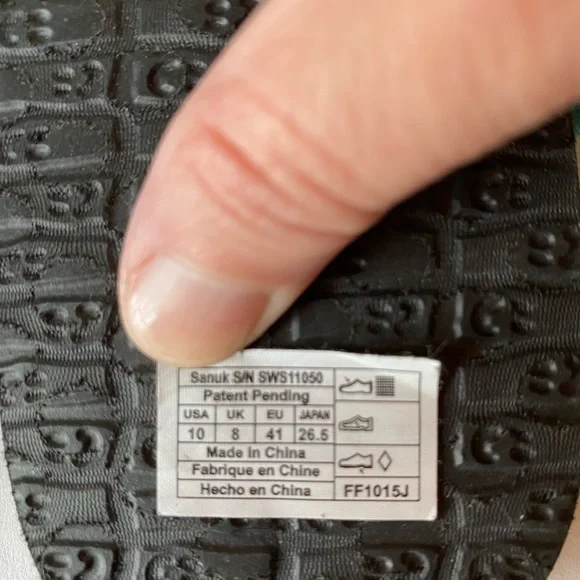 Sanuk S/N SWS11050
Patent Pending
USA UK EU JAPAN
10 8 41 26.5
Made in China
Fabrique en Chine
Hecho en China
FF1015J